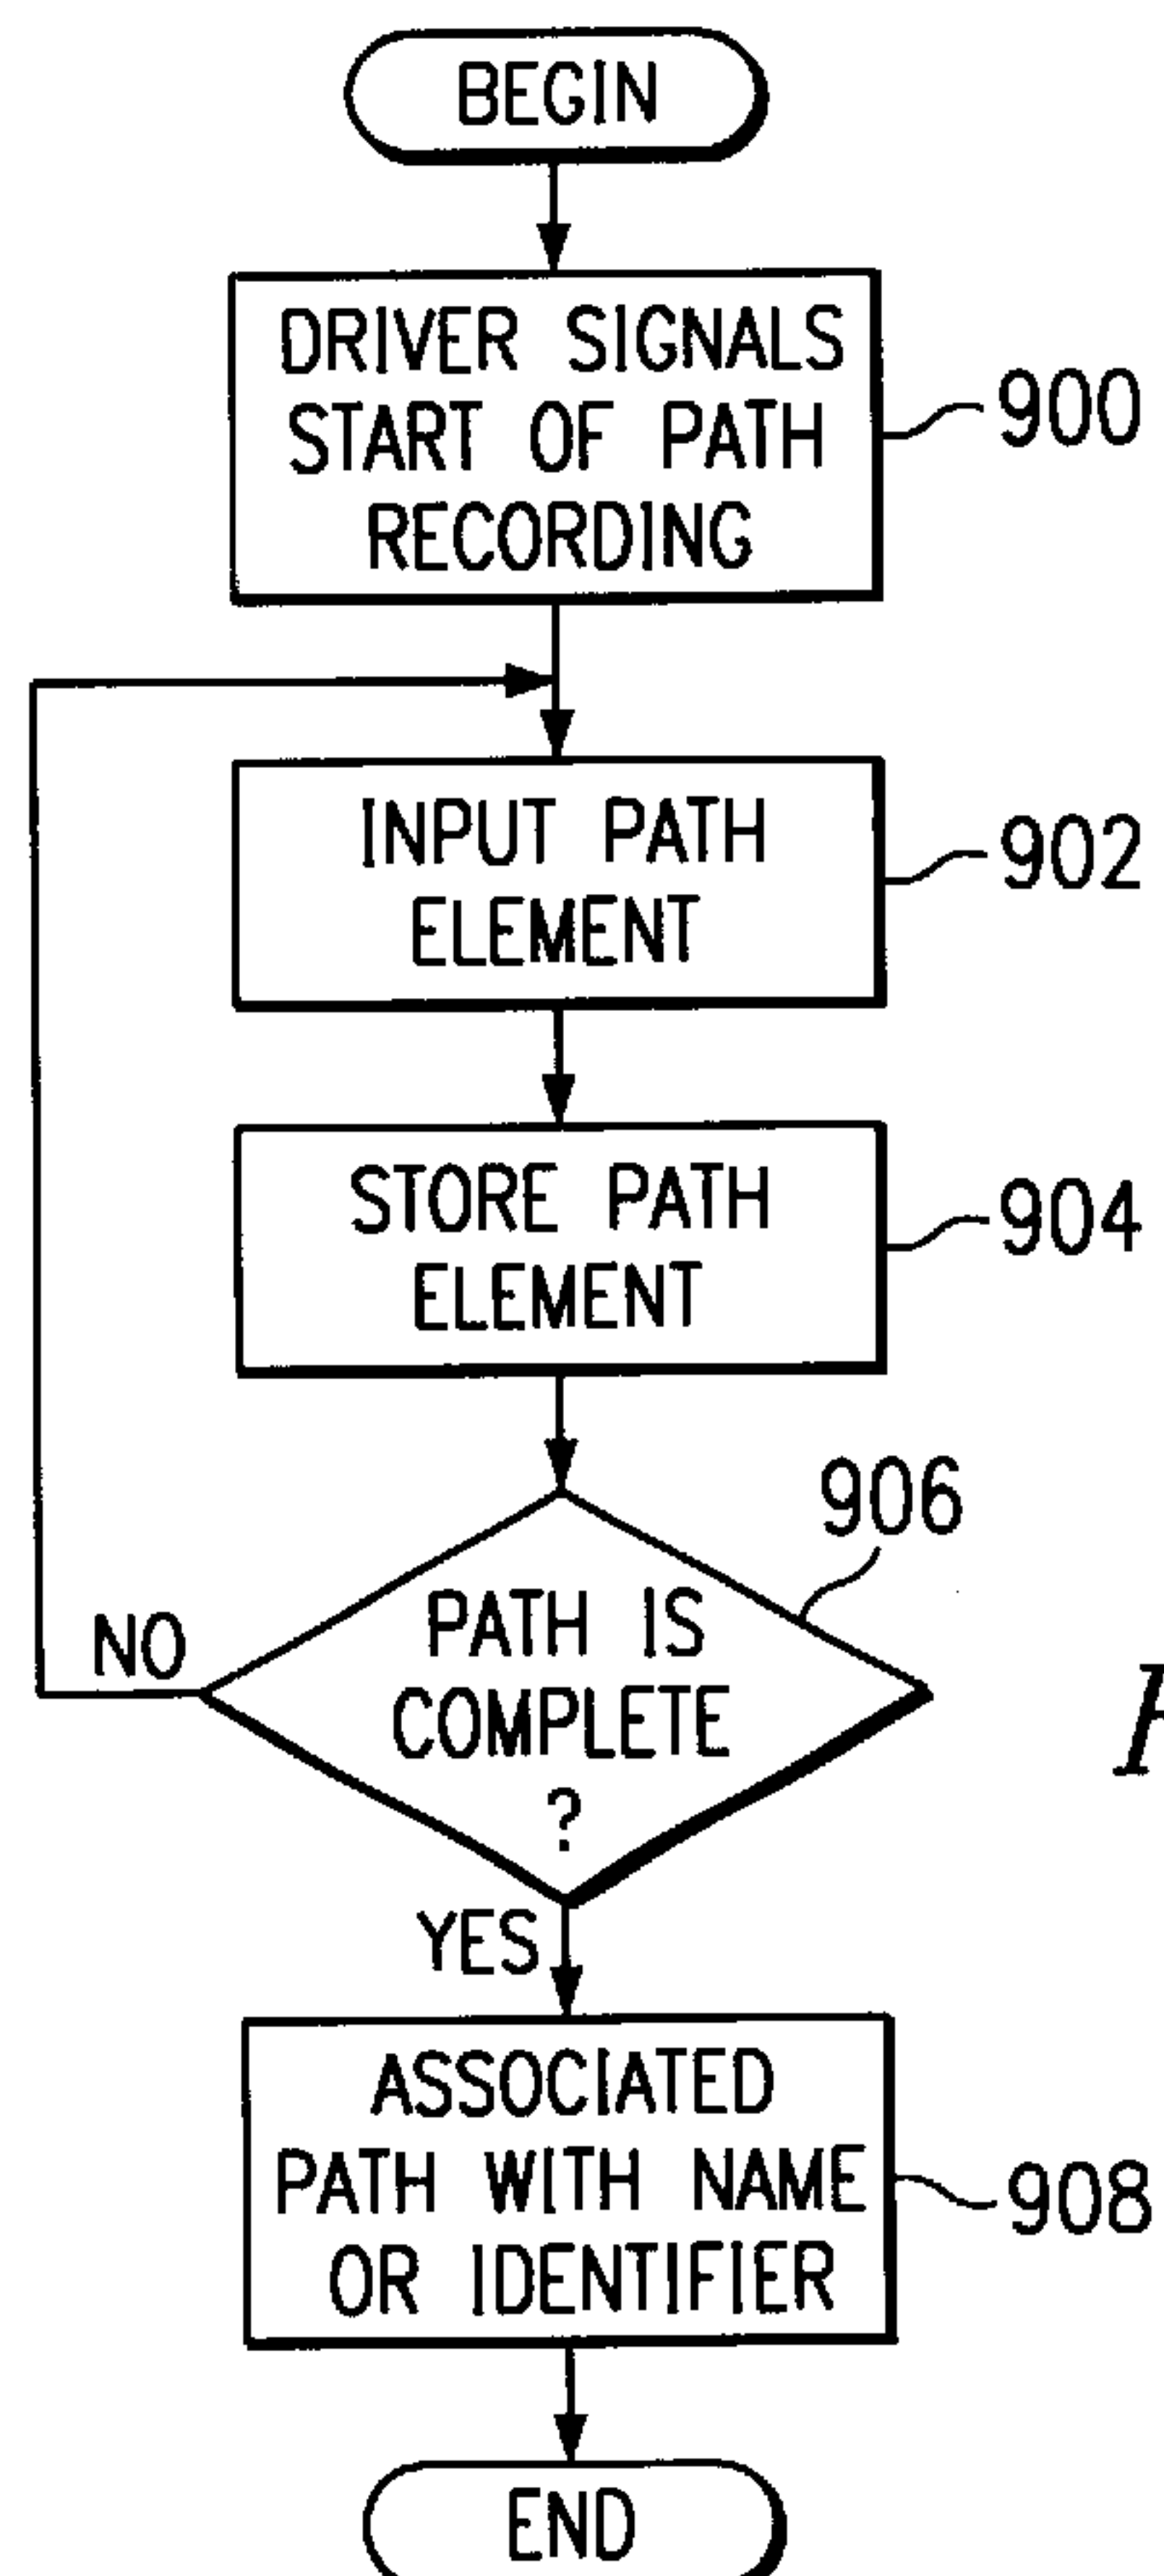 BEGIN
DRIVER SIGNALS
START OF PATH
RECORDING
900
INPUT PATH
ELEMENT
902
STORE PATH
ELEMENT
904
906
PATH IS
COMPLETE
?
NO
YES
ASSOCIATED
PATH WITH NAME
OR IDENTIFIER
908
END